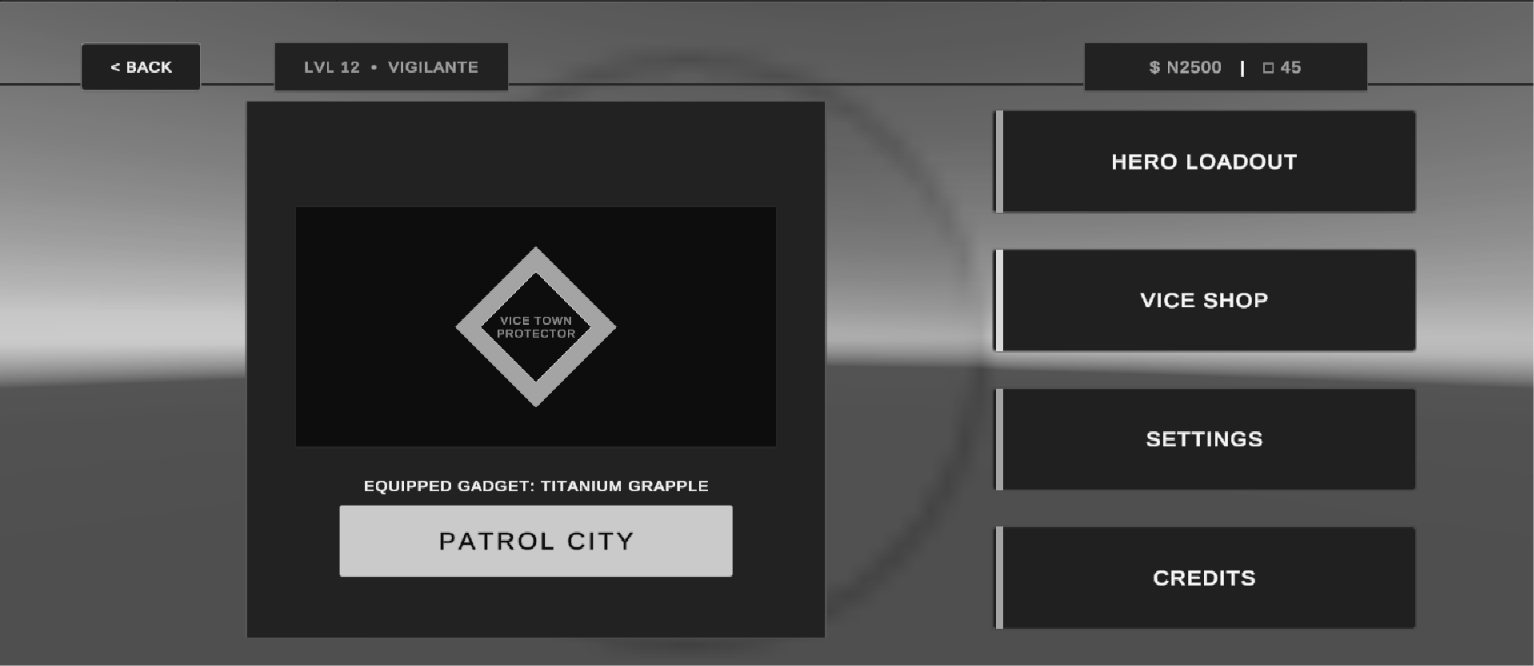 < BACK
LVL 12 • VIGILANTE
$ N2500 | □ 45
HERO LOADOUT
VICE SHOP
VICE TOWN
PROTECTOR
SETTINGS
EQUIPPED GADGET: TITANIUM GRAPPLE
PATROL CITY
CREDITS